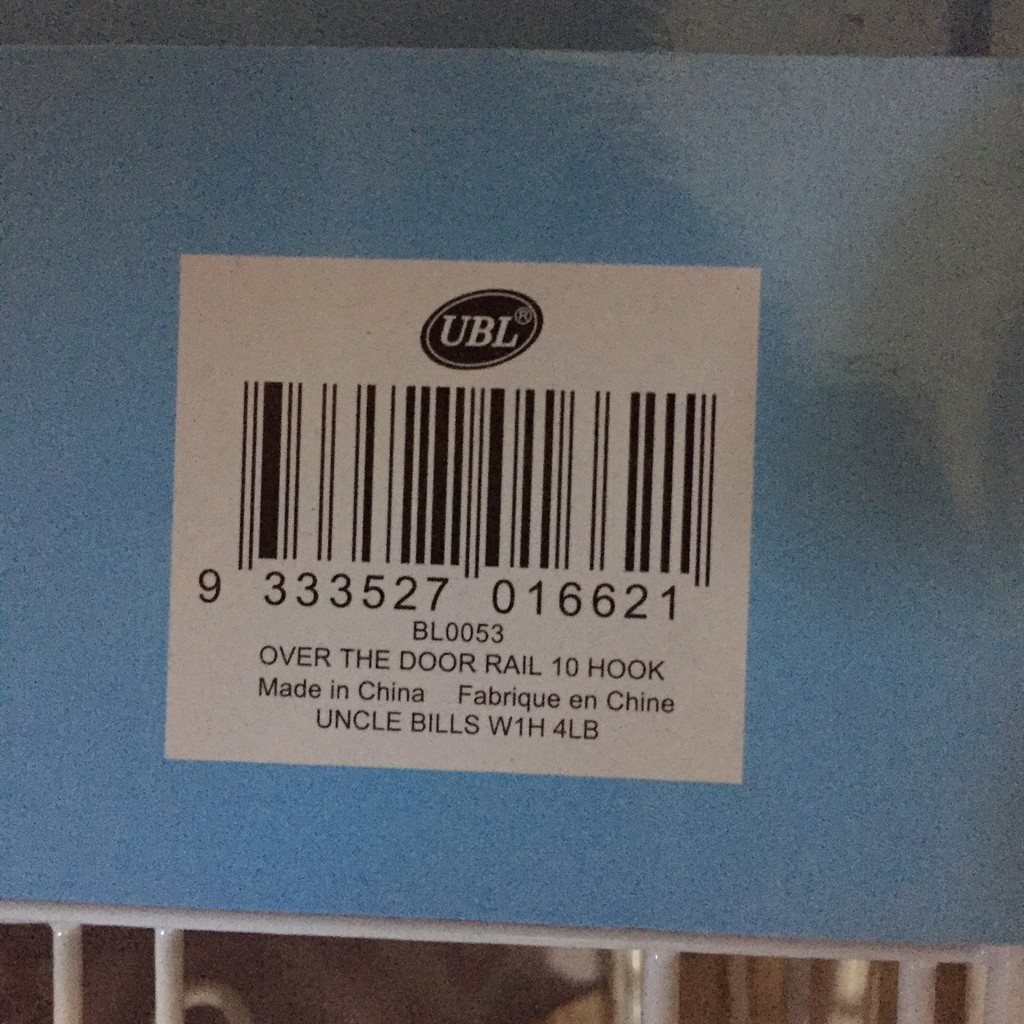 UBL®
9 333527 016621
BL0053
OVER THE DOOR RAIL 10 HOOK
Made in China Fabrique en Chine
UNCLE BILLS W1H 4LB